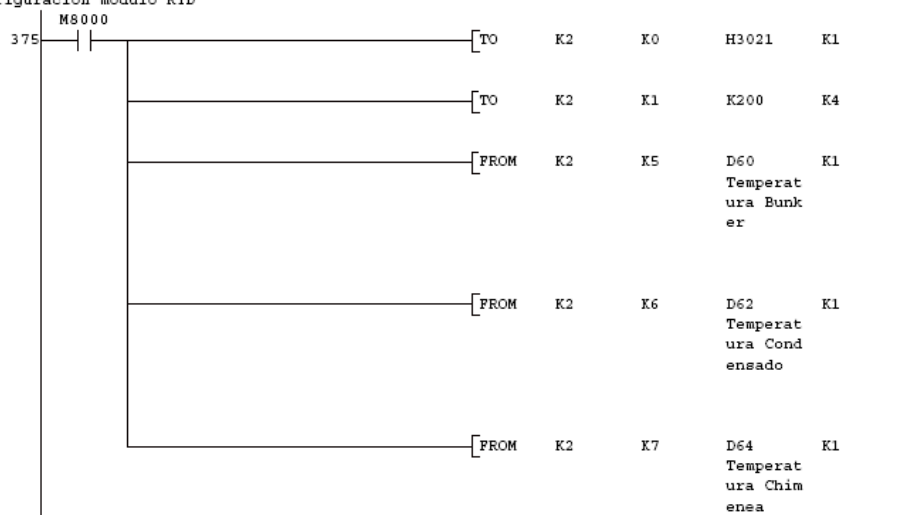 M8000
375 TO K2 K0 H3021 K1
TO K2 K1 K200 K4
FROM K2 K5 D60 K1
Temperat
ura Bunk
er
FROM K2 K6 D62 K1
Temperat
ura Cond
ensado
FROM K2 K7 D64 K1
Temperat
ura Chim
enea